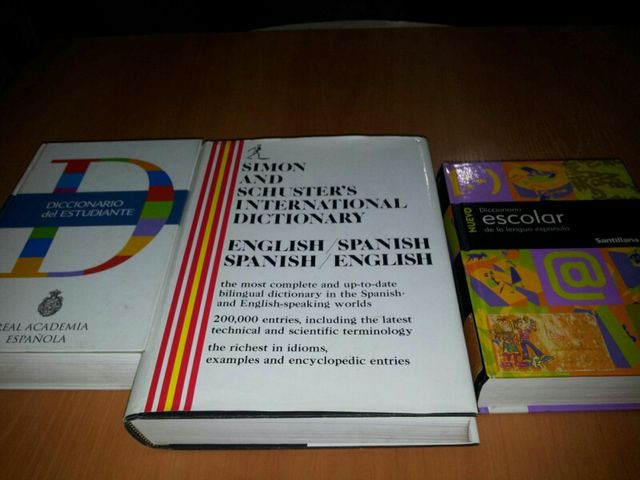 D
DICCIONARIO
del ESTUDIANTE
REAL ACADEMIA
ESPAÑOLA
SIMON
AND
SCHUSTER'S
INTERNATIONAL
DICTIONARY
ENGLISH/SPANISH
SPANISH/ENGLISH
the most complete and up-to-date
bilingual dictionary in the Spanish-
and English-speaking worlds
200,000 entries, including the latest
technical and scientific terminology
the richest in idioms,
examples and encyclopedic entries
NUEVO
Diccionario
escolar
de la lengua española
Santillana
@